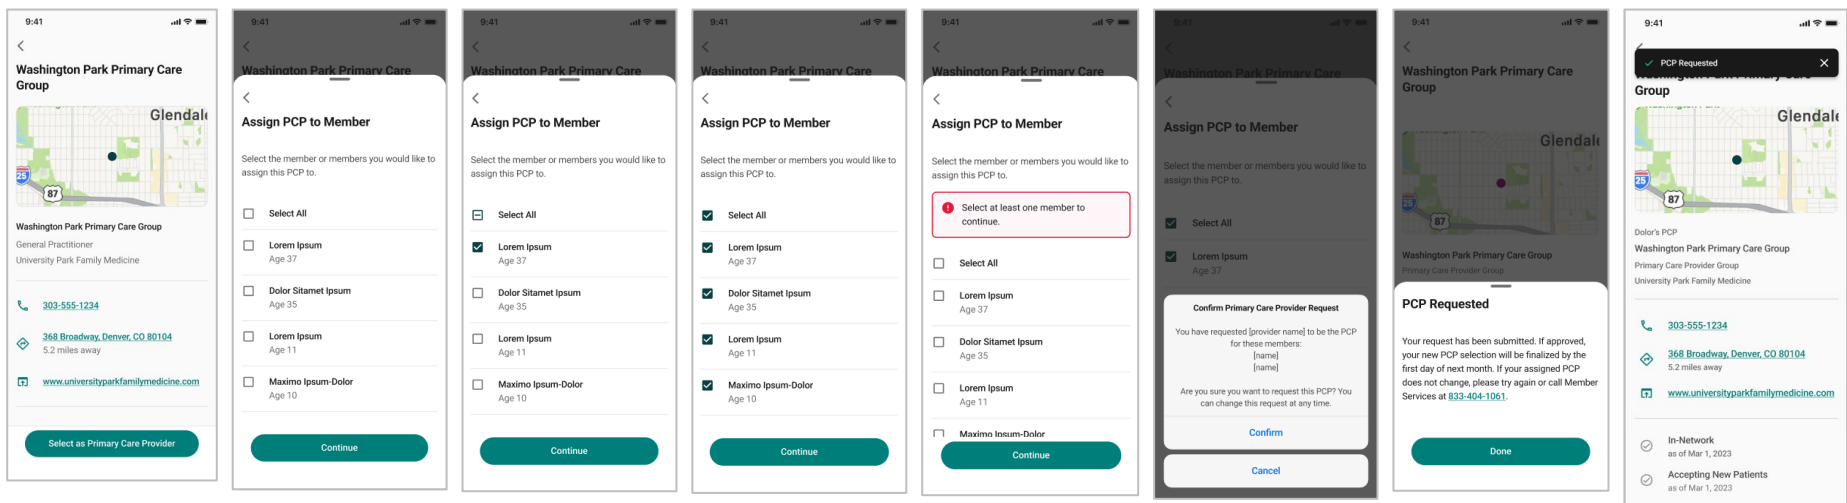 9:41
Washington Park Primary Care
Group
Glendale
25
87
Washington Park Primary Care Group
General Practitioner
University Park Family Medicine
303-555-1234
368 Broadway, Denver, CO 80104
5.2 miles away
www.universityparkfamilymedicine.com
Select as Primary Care Provider
9:41
Washington Park Primary Care
Assign PCP to Member
Select the member or members you would like to
assign this PCP to.
Select All
Lorem Ipsum
Age 37
Dolor Sitamet Ipsum
Age 35
Lorem Ipsum
Age 11
Maximo Ipsum-Dolor
Age 10
Continue
9:41
Washington Park Primary Care
Assign PCP to Member
Select the member or members you would like to
assign this PCP to.
Select All
Lorem Ipsum
Age 37
Dolor Sitamet Ipsum
Age 35
Lorem Ipsum
Age 11
Maximo Ipsum-Dolor
Age 10
Continue
9:41
Washington Park Primary Care
Assign PCP to Member
Select the member or members you would like to
assign this PCP to.
Select All
Lorem Ipsum
Age 37
Dolor Sitamet Ipsum
Age 35
Lorem Ipsum
Age 11
Maximo Ipsum-Dolor
Age 10
Continue
9:41
Washington Park Primary Care
Assign PCP to Member
Select the member or members you would like to
assign this PCP to.
Select at least one member to
continue.
Select All
Lorem Ipsum
Age 37
Dolor Sitamet Ipsum
Age 35
Lorem Ipsum
Age 11
Maximo Ipsum-Dolor
Continue
9:41
Washington Park Primary Care
Assign PCP to Member
Select the member or members you would like to
assign this PCP to.
Select All
Lorem Ipsum
Age 37
Confirm Primary Care Provider Request
You have requested [provider name] to be the PCP
for these members:
[name]
[name]
Are you sure you want to request this PCP? You
can change this request at any time.
Confirm
Cancel
9:41
Washington Park Primary Care
Group
Glendale
25
87
Washington Park Primary Care Group
Primary Care Provider Group
PCP Requested
Your request has been submitted. If approved,
your new PCP selection will be finalized by the
first day of next month. If your assigned PCP
does not change, please try again or call Member
Services at 833-404-1061.
Done
9:41
PCP Requested
Washington Park Primary Care
Group
Glendale
25
87
Dolor's PCP
Washington Park Primary Care Group
Primary Care Provider Group
University Park Family Medicine
303-555-1234
368 Broadway, Denver, CO 80104
5.2 miles away
www.universityparkfamilymedicine.com
In-Network
as of Mar 1, 2023
Accepting New Patients
as of Mar 1, 2023